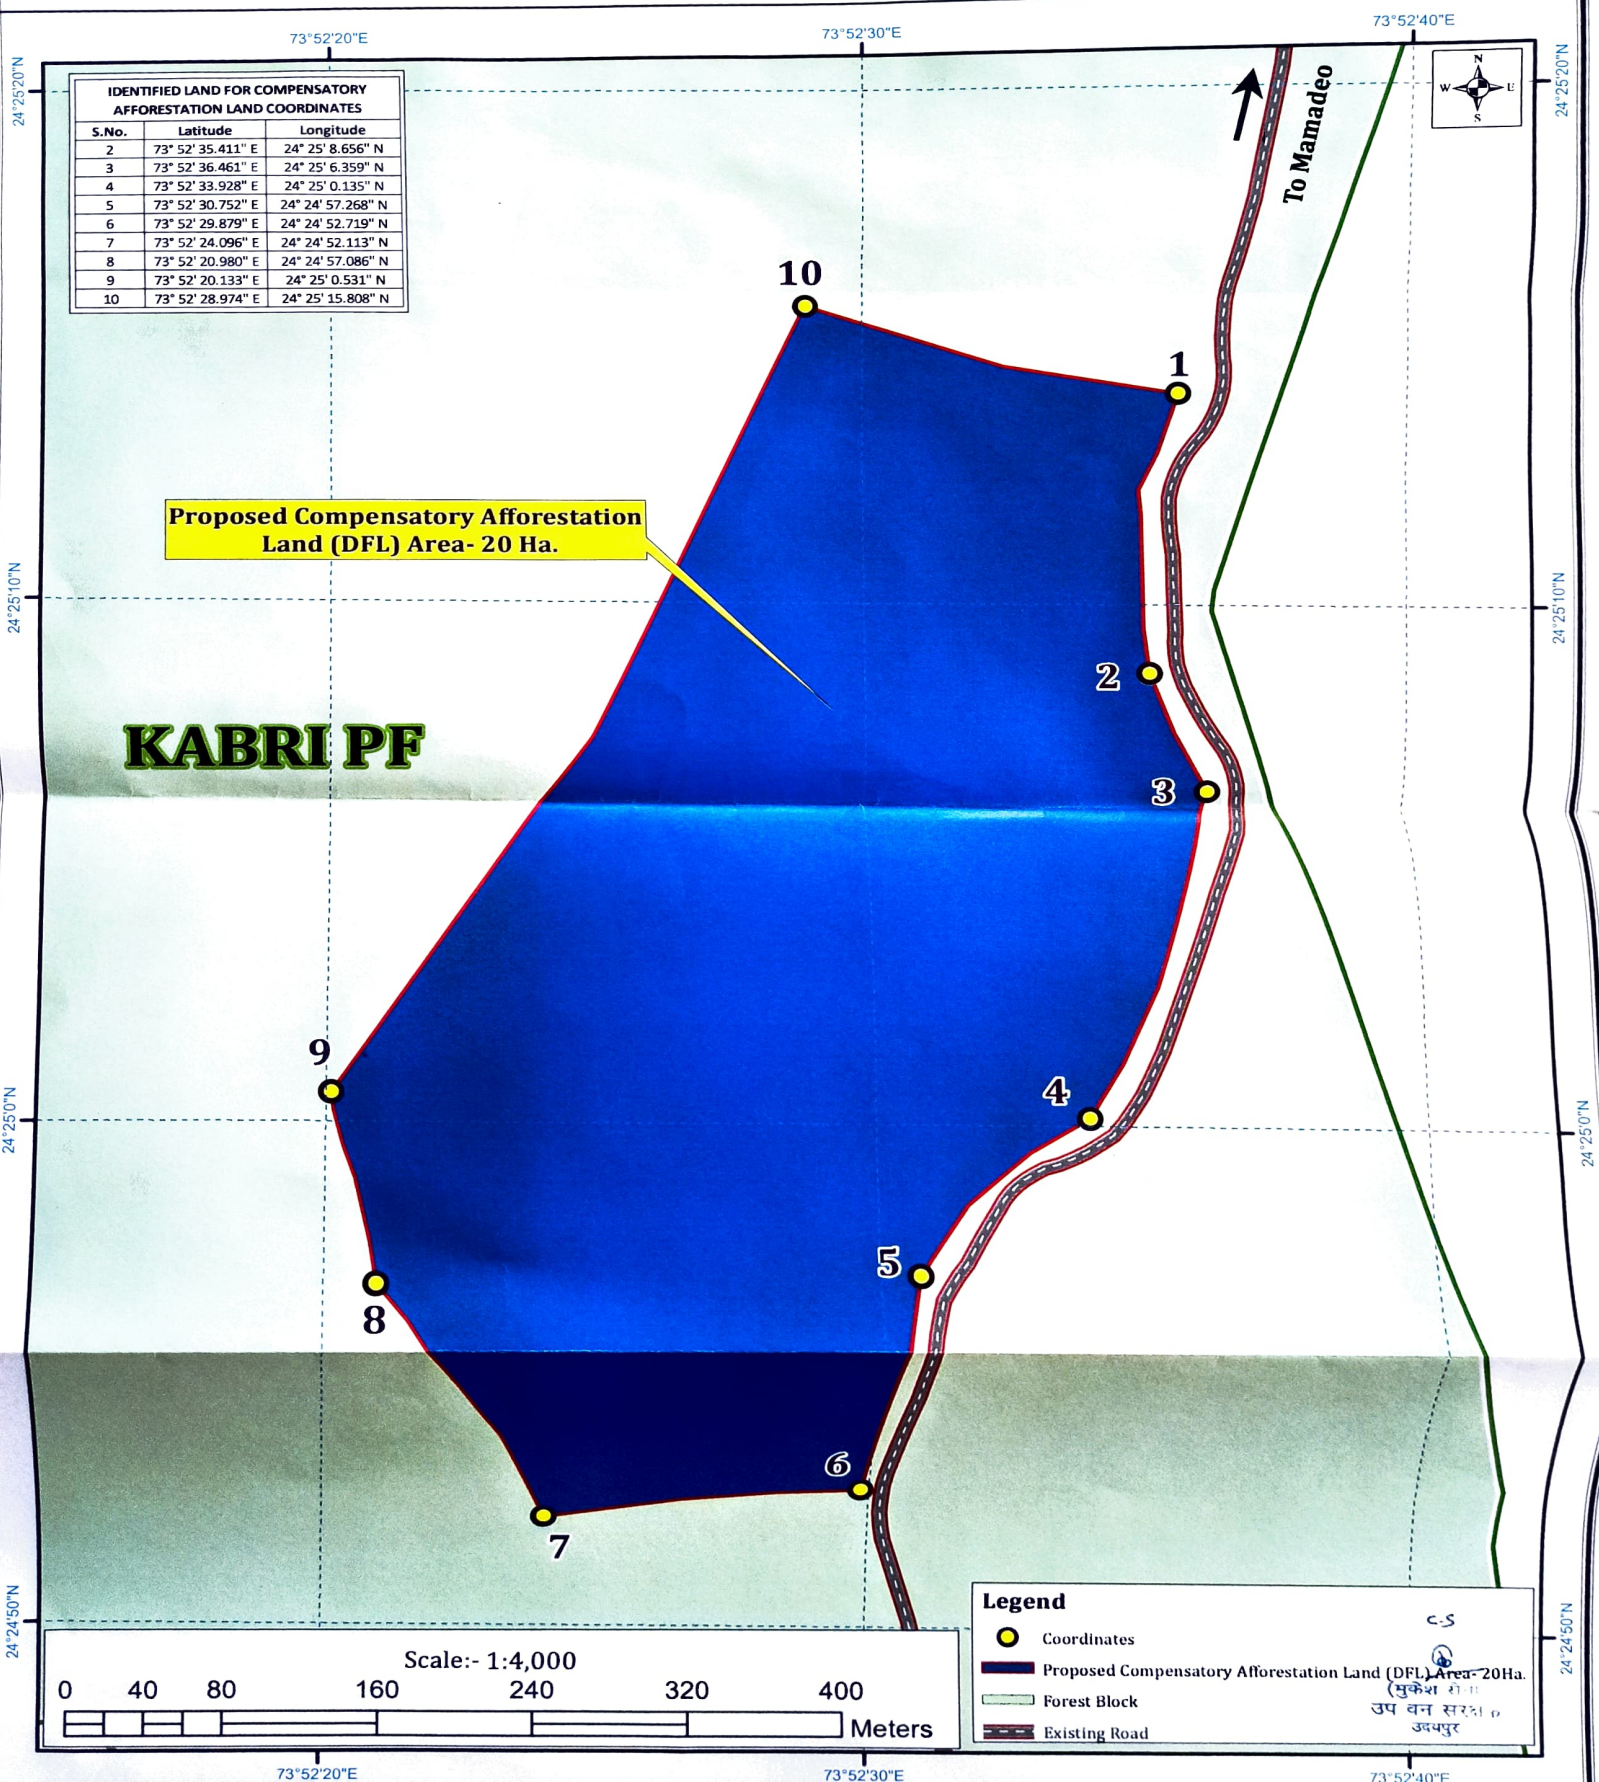 73°52'20"E
73°52'30"E
73°52'40"E
24°25'20"N
24°25'20"N
IDENTIFIED LAND FOR COMPENSATORY
AFFORESTATION LAND COORDINATES
S.No. Latitude Longitude
2 73° 52' 35.411" E 24° 25' 8.656" N
3 73° 52' 36.461" E 24° 25' 6.359" N
4 73° 52' 33.928" E 24° 25' 0.135" N
5 73° 52' 30.752" E 24° 24' 57.268" N
6 73° 52' 29.879" E 24° 24' 52.719" N
7 73° 52' 24.096" E 24° 24' 52.113" N
8 73° 52' 20.980" E 24° 24' 57.086" N
9 73° 52' 20.133" E 24° 25' 0.531" N
10 73° 52' 28.974" E 24° 25' 15.808" N
N
W E
S
To Mamadeo
10
1
Proposed Compensatory Afforestation
Land (DFL) Area- 20 Ha.
24°25'10"N
24°25'10"N
2
KABRI PF
3
9
4
24°25'0"N
24°25'0"N
5
8
6
7
24°24'50"N
24°24'50"N
Scale:- 1:4,000
0 40 80 160 240 320 400
Meters
Legend
Coordinates
Proposed Compensatory Afforestation Land (DFL) Area- 20Ha.
Forest Block
Existing Road
C-S
(मुकेश
उप वन
उदयपुर
73°52'20"E
73°52'30"E
73°52'40"E